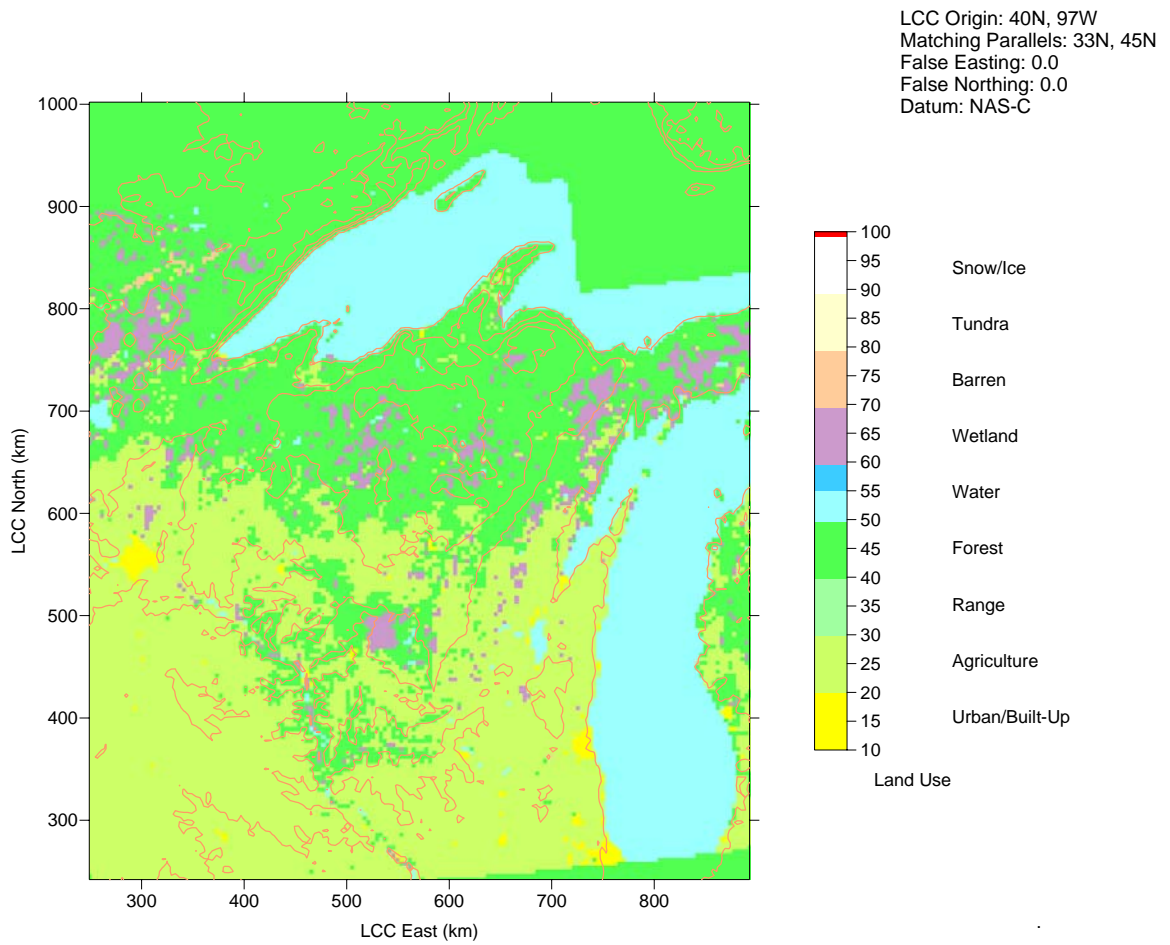 LCC Origin: 40N, 97W
Matching Parallels: 33N, 45N
False Easting: 0.0
False Northing: 0.0
Datum: NAS-C
1000
900
800
700
600
500
400
300
LCC North (km)
300 400 500 600 700 800
LCC East (km)
100
95 Snow/Ice
90
85 Tundra
80
75 Barren
70
65 Wetland
60
55 Water
50
45 Forest
40
35 Range
30
25 Agriculture
20
15 Urban/Built-Up
10
Land Use
.